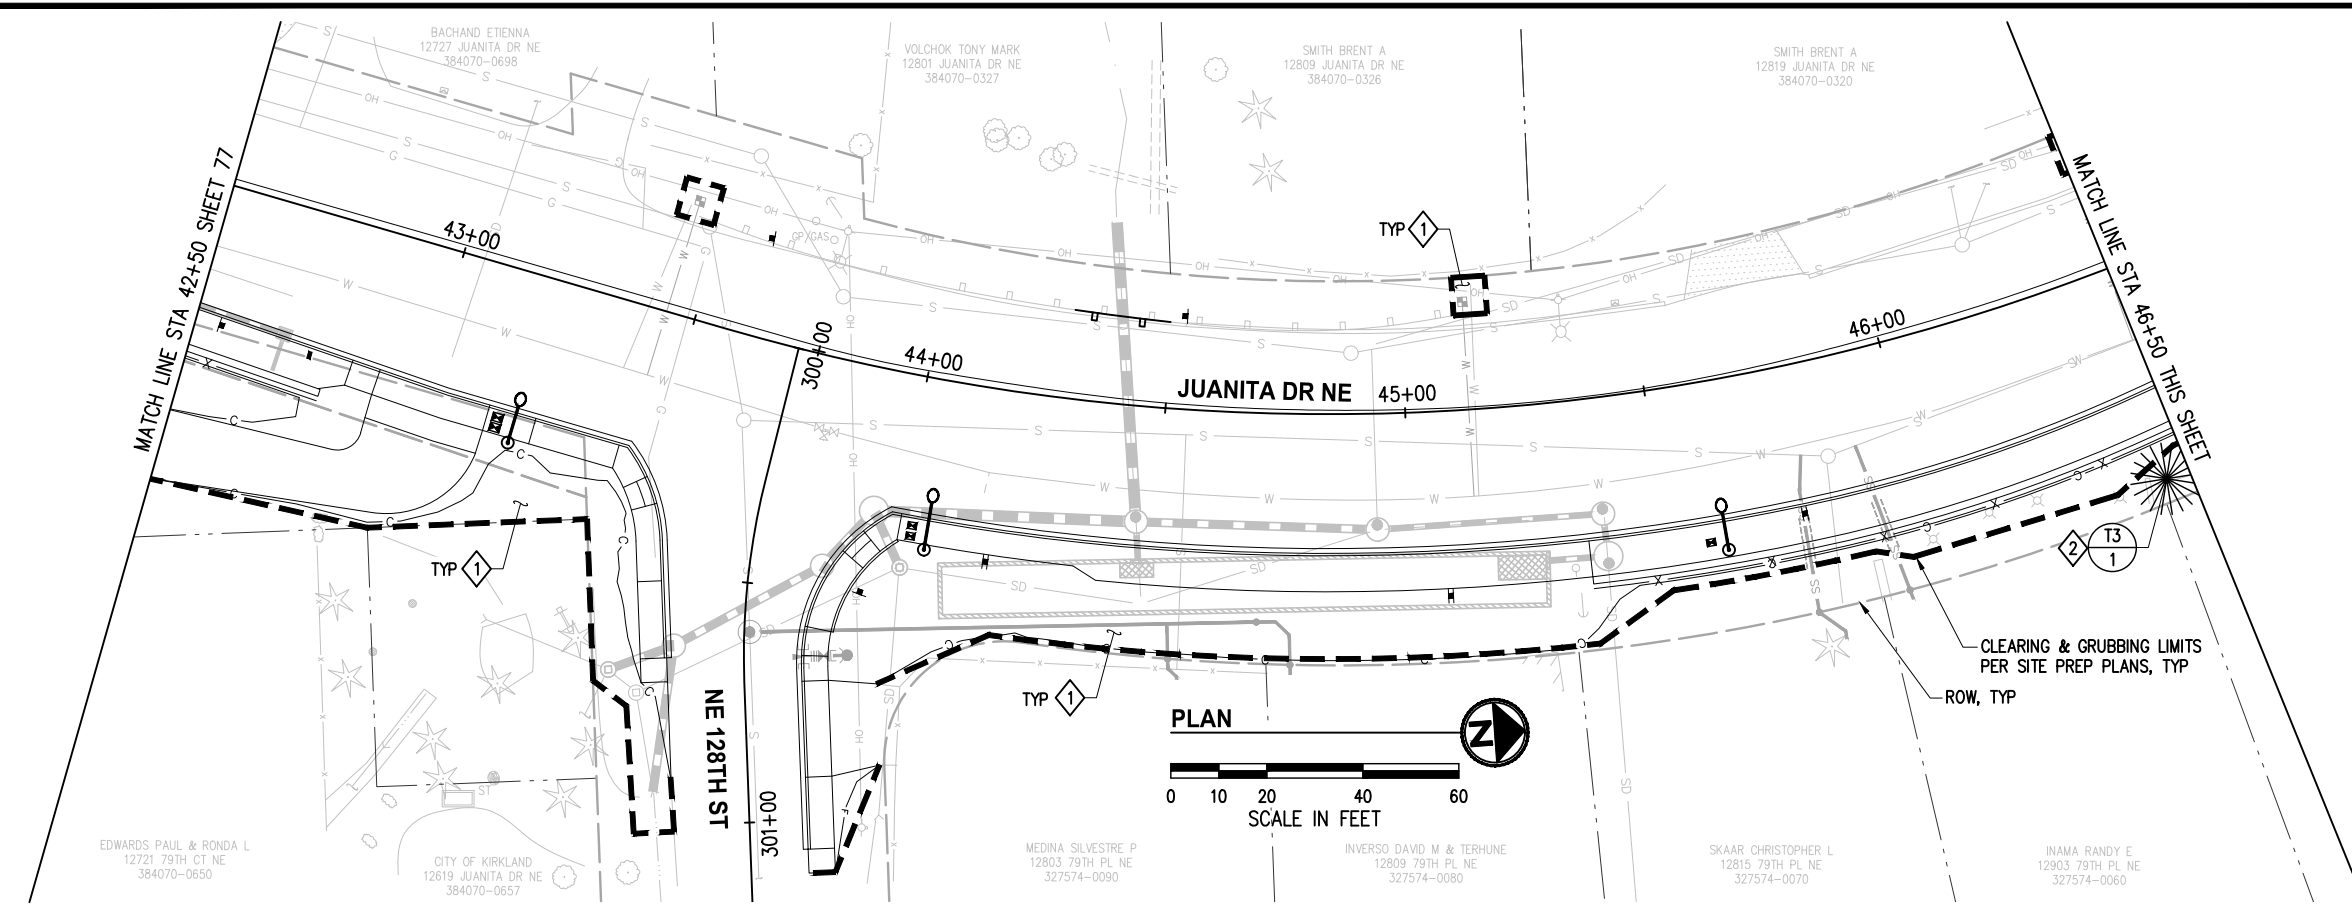 BACHAND ETIENNA
12727 JUANITA DR NE
384070-0698
VOLCHOK TONY MARK
12801 JUANITA DR NE
384070-0327
SMITH BRENT A
12809 JUANITA DR NE
384070-0326
SMITH BRENT A
12819 JUANITA DR NE
384070-0320
MATCH LINE STA 42+50 SHEET 77
MATCH LINE STA 46+50 THIS SHEET
43+00
300+00
44+00
JUANITA DR NE
45+00
46+00
GP/GAS
TYP 1
TYP 1
TYP 1
2
T3
1
CLEARING & GRUBBING LIMITS
PER SITE PREP PLANS, TYP
ROW, TYP
NE 128TH ST
301+00
PLAN
N
0 10 20 40 60
SCALE IN FEET
ST
EDWARDS PAUL & RONDA L
12721 79TH CT NE
384070-0650
CITY OF KIRKLAND
12619 JUANITA DR NE
384070-0657
MEDINA SILVESTRE P
12803 79TH PL NE
327574-0090
INVERSO DAVID M & TERHUNE
12809 79TH PL NE
327574-0080
SKAAR CHRISTOPHER L
12815 79TH PL NE
327574-0070
INAMA RANDY E
12903 79TH PL NE
327574-0060